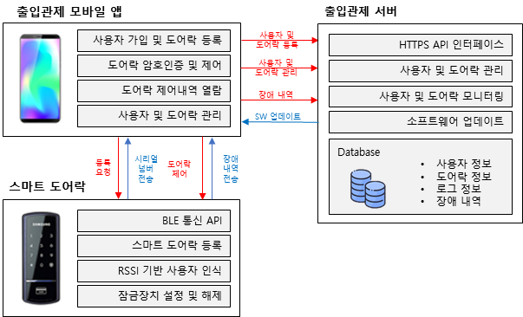 출입관제 모바일 앱
사용자 가입 및 도어락 등록
도어락 암호인증 및 제어
도어락 제어내역 열람
사용자 및 도어락 관리
사용자 및
도어락 등록
사용자 및
도어락 관리
장애 내역
SW 업데이트
출입관제 서버
HTTPS API 인터페이스
사용자 및 도어락 관리
사용자 및 도어락 모니터링
소프트웨어 업데이트
Database
• 사용자 정보
• 도어락 정보
• 로그 정보
• 장애 내역
등록
요청
시리얼
넘버
전송
도어락
제어
장애
내역
전송
스마트 도어락
SAMSUNG
BLE 통신 API
스마트 도어락 등록
RSSI 기반 사용자 인식
잠금장치 설정 및 해제